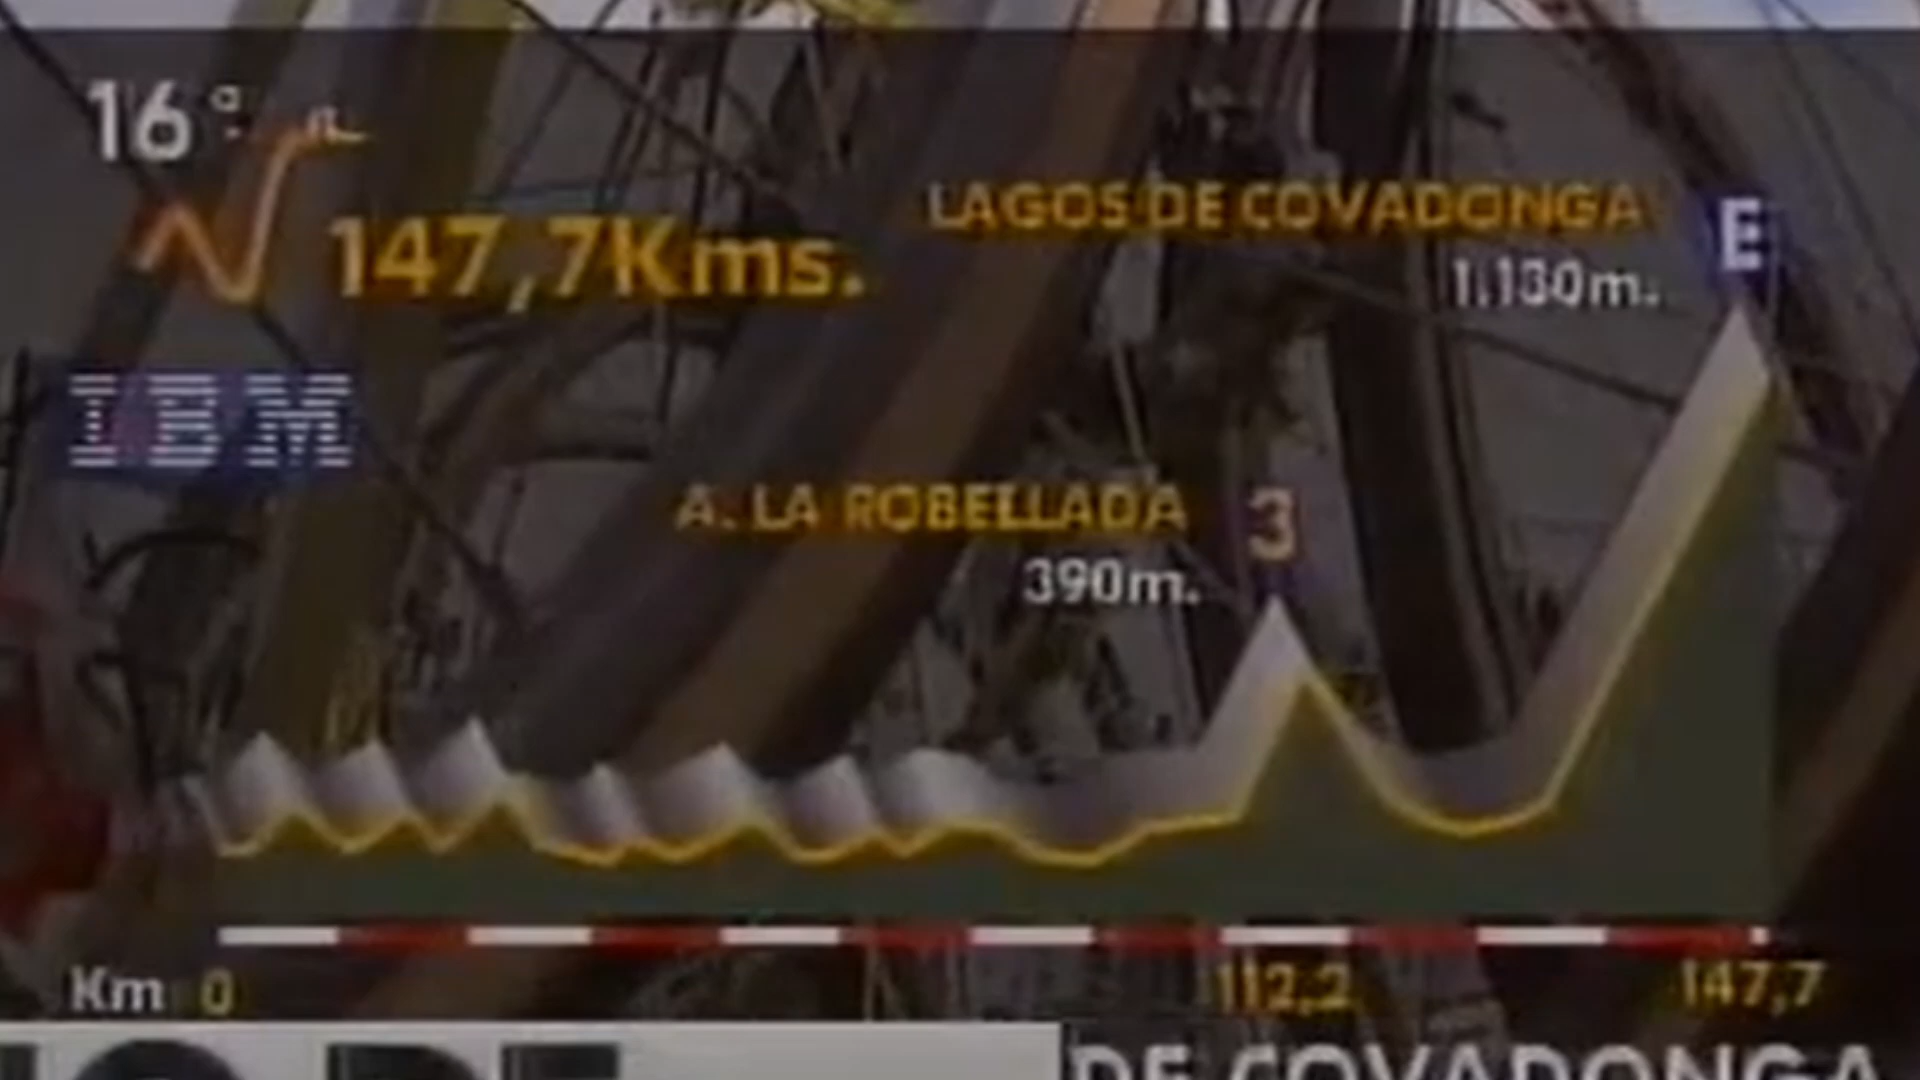 16ª
147,7Kms.
LAGOS DE COVADONGA E
1.130m.
IBM
A. LA ROBELLADA 3
390m.
Km 0 112,2 147,7
DE COVADONGA